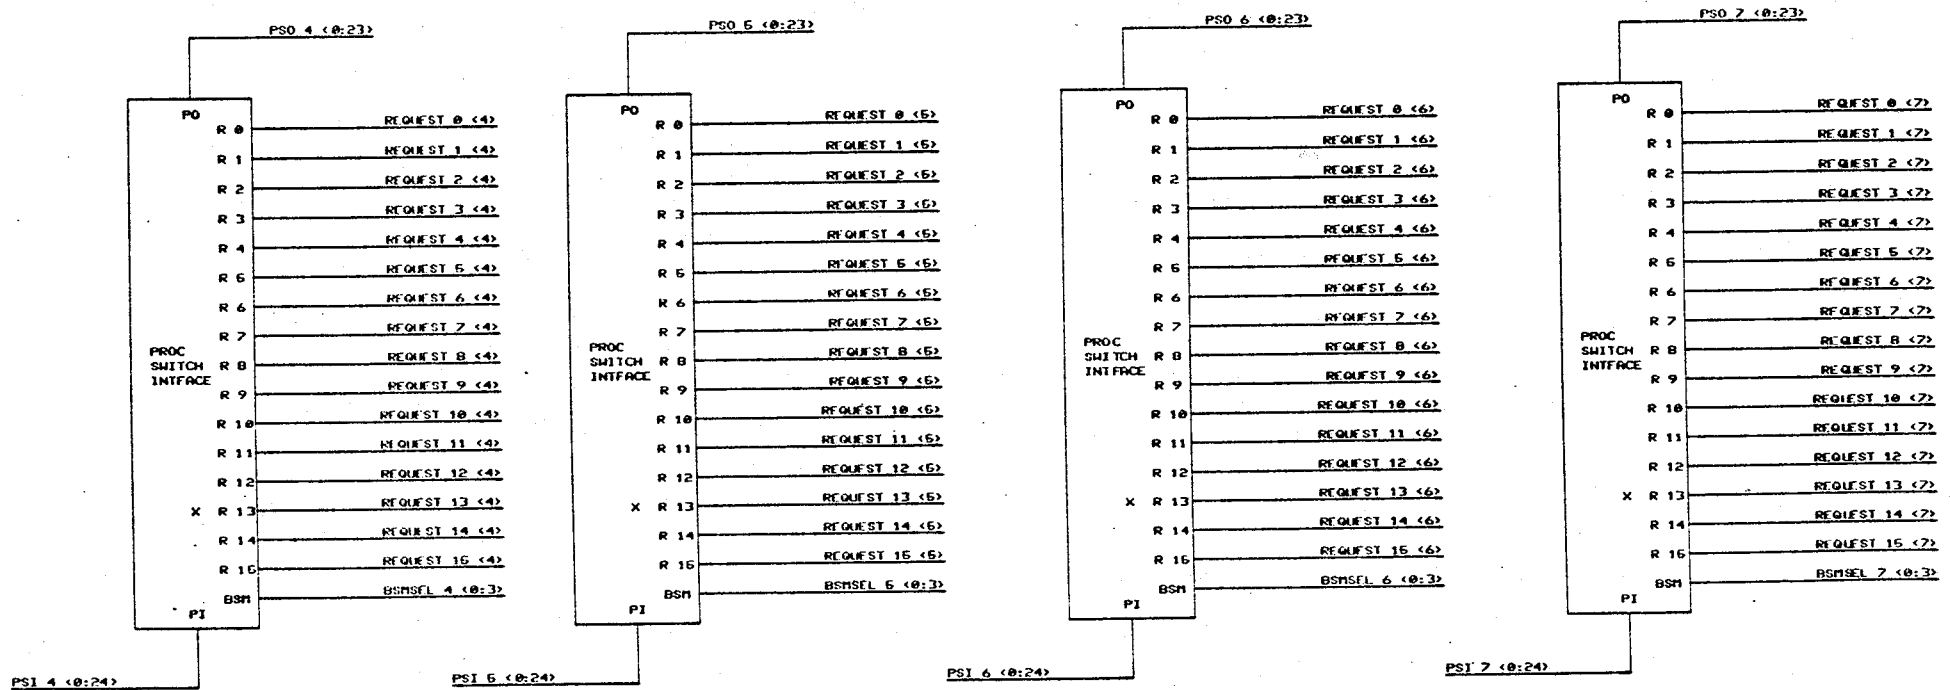 PSO 4 <0:23>
PO
R 0 REQUEST 0 <4>
R 1 REQUEST 1 <4>
R 2 REQUEST 2 <4>
R 3 REQUEST 3 <4>
R 4 REQUEST 4 <4>
R 5 REQUEST 5 <4>
R 6 REQUEST 6 <4>
R 7 REQUEST 7 <4>
PROC
SWITCH R 8 REQUEST 8 <4>
INTFACE
R 9 REQUEST 9 <4>
R 10 REQUEST 10 <4>
R 11 REQUEST 11 <4>
R 12 REQUEST 12 <4>
X R 13 REQUEST 13 <4>
R 14 REQUEST 14 <4>
R 15 REQUEST 15 <4>
BSM BSMSEL 4 <0:3>
PI
PSI 4 <0:24>
PSO 5 <0:23>
PO
R 0 REQUEST 0 <5>
R 1 REQUEST 1 <5>
R 2 REQUEST 2 <5>
R 3 REQUEST 3 <5>
R 4 REQUEST 4 <5>
R 5 REQUEST 5 <5>
R 6 REQUEST 6 <5>
R 7 REQUEST 7 <5>
PROC
SWITCH R 8 REQUEST 8 <5>
INTFACE
R 9 REQUEST 9 <5>
R 10 REQUEST 10 <5>
R 11 REQUEST 11 <5>
R 12 REQUEST 12 <5>
X R 13 REQUEST 13 <5>
R 14 REQUEST 14 <5>
R 15 REQUEST 15 <5>
BSM BSMSEL 5 <0:3>
PI
PSI 5 <0:24>
PSO 6 <0:23>
PO
R 0 REQUEST 0 <6>
R 1 REQUEST 1 <6>
R 2 REQUEST 2 <6>
R 3 REQUEST 3 <6>
R 4 REQUEST 4 <6>
R 5 REQUEST 5 <6>
R 6 REQUEST 6 <6>
R 7 REQUEST 7 <6>
PROC
SWITCH R 8 REQUEST 8 <6>
INTFACE
R 9 REQUEST 9 <6>
R 10 REQUEST 10 <6>
R 11 REQUEST 11 <6>
R 12 REQUEST 12 <6>
X R 13 REQUEST 13 <6>
R 14 REQUEST 14 <6>
R 15 REQUEST 15 <6>
BSM BSMSEL 6 <0:3>
PI
PSI 6 <0:24>
PSO 7 <0:23>
PO
R 0 REQUEST 0 <7>
R 1 REQUEST 1 <7>
R 2 REQUEST 2 <7>
R 3 REQUEST 3 <7>
R 4 REQUEST 4 <7>
R 5 REQUEST 5 <7>
R 6 REQUEST 6 <7>
R 7 REQUEST 7 <7>
PROC
SWITCH R 8 REQUEST 8 <7>
INTFACE
R 9 REQUEST 9 <7>
R 10 REQUEST 10 <7>
R 11 REQUEST 11 <7>
R 12 REQUEST 12 <7>
X R 13 REQUEST 13 <7>
R 14 REQUEST 14 <7>
R 15 REQUEST 15 <7>
BSM BSMSEL 7 <0:3>
PI
PSI 7 <0:24>